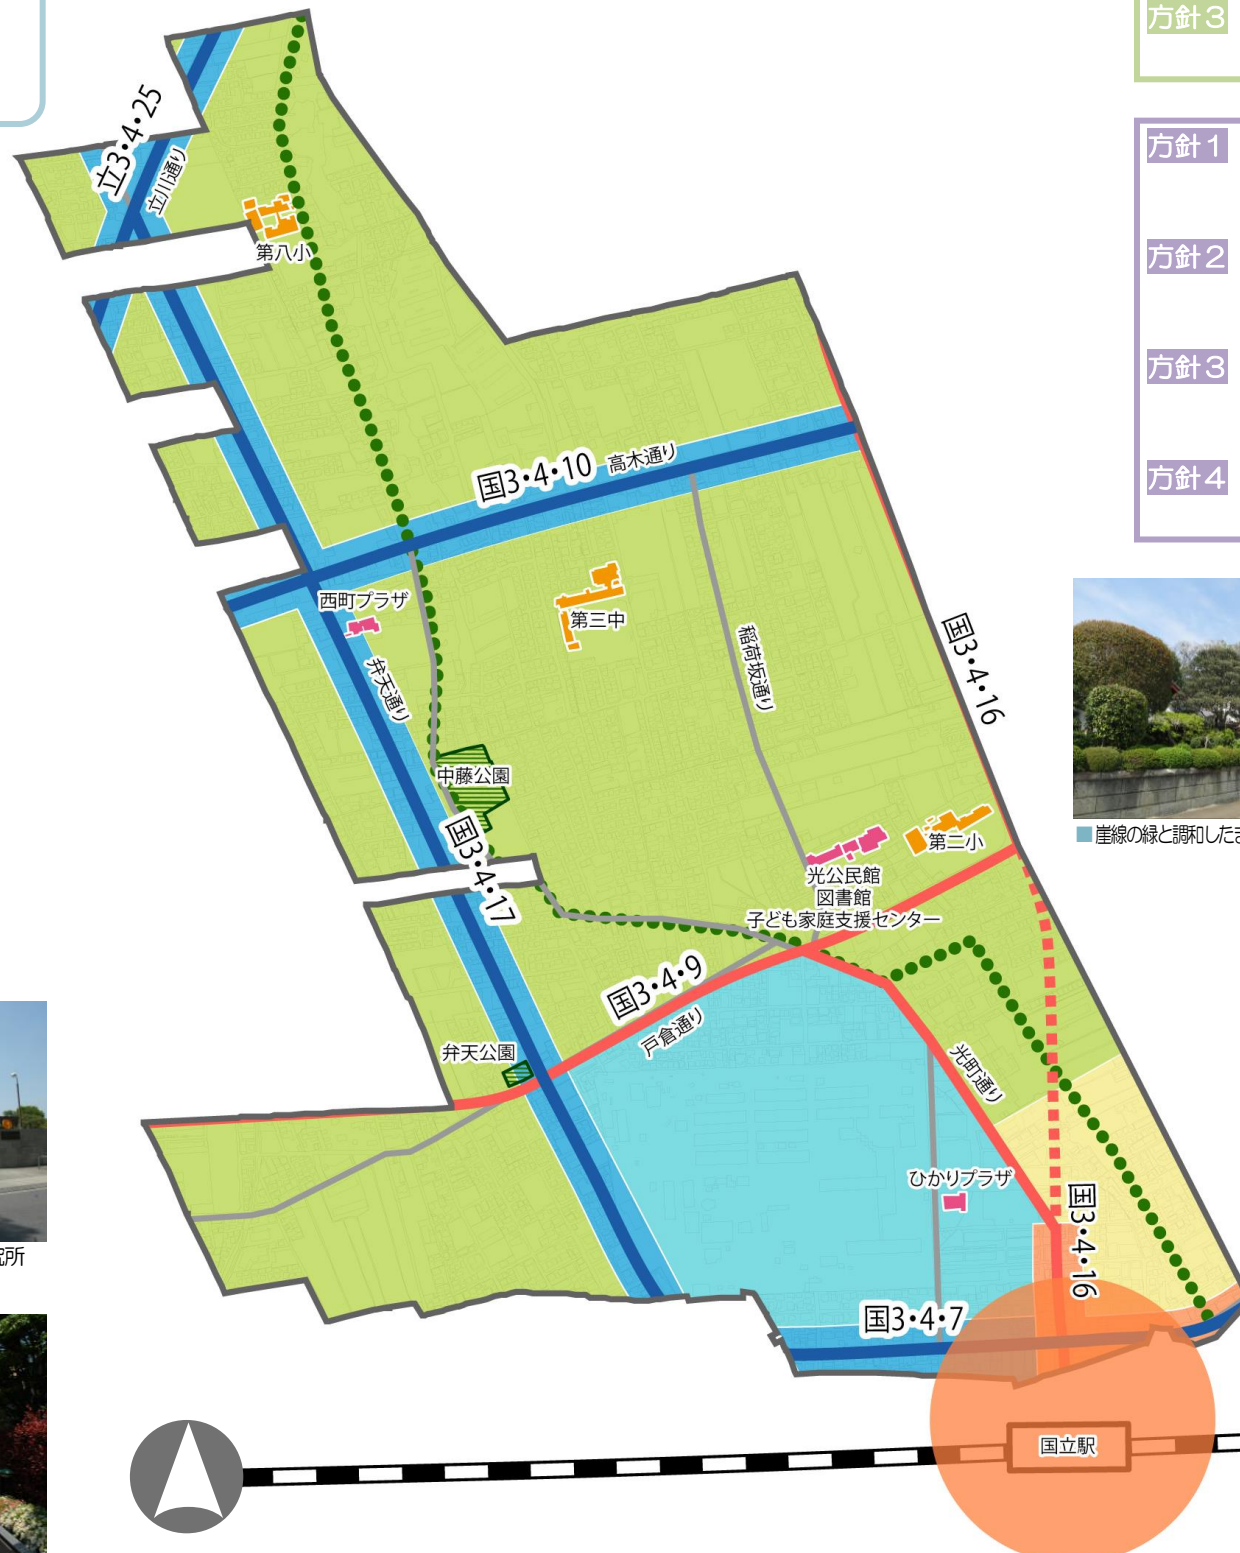 方針3
方針1
方針2
方針3
方針4
立3・4・25
立川通り
第八小
国3・4・10
高木通り
西町プラザ
第三中
弁天通り
稲荷坂通り
国3・4・16
中藤公園
国3・4・17
第二小
光公民館
図書館
子ども家庭支援センター
■崖線の緑と調和したま
国3・4・9
戸倉通り
弁天公園
光町通り
ひかりプラザ
国3・4・16
究所
国3・4・7
国立駅